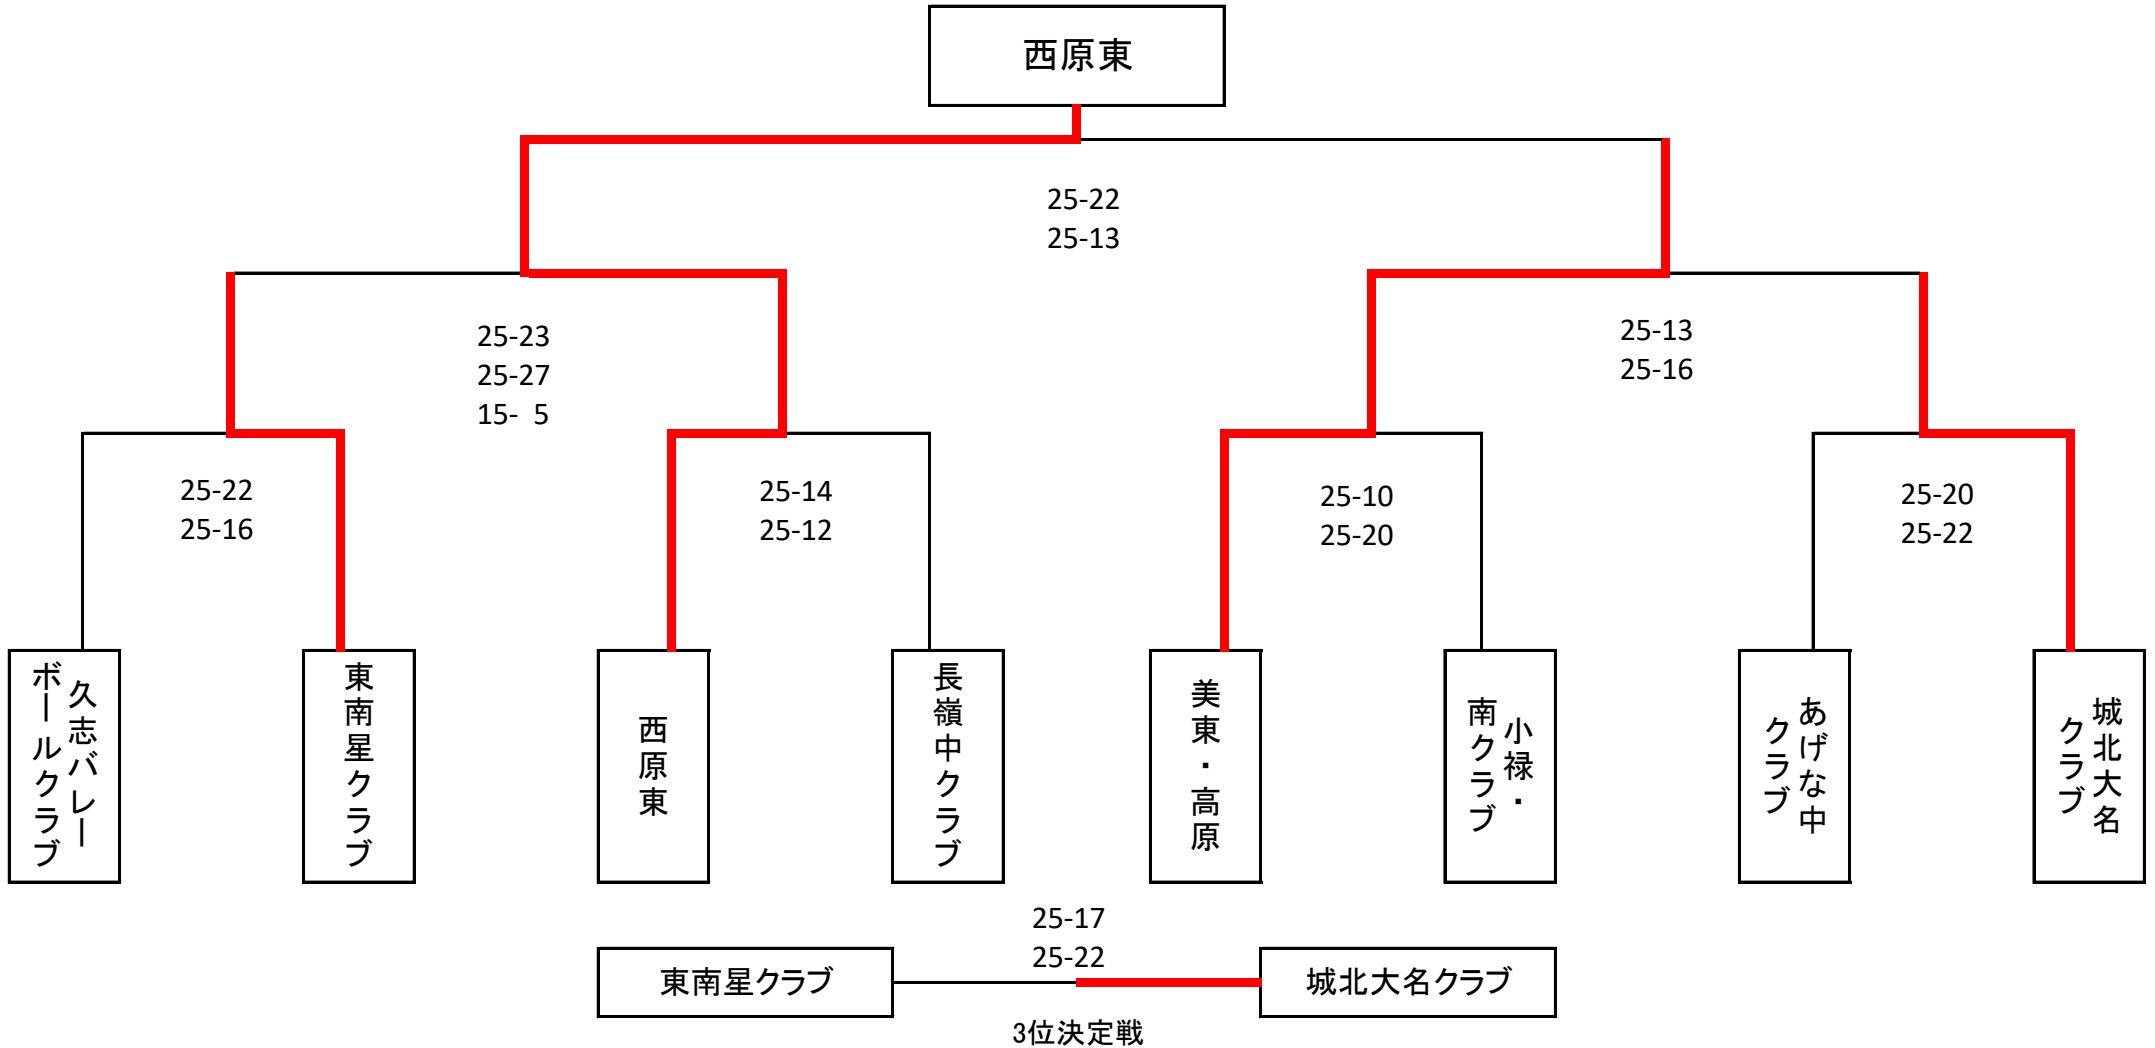 西原東
25-22
25-13
25-23
25-27
15- 5
25-13
25-16
25-22
25-16
25-14
25-12
25-10
25-20
25-20
25-22
久志バレー
ボールクラブ
東南星クラブ
西原東
長嶺中クラブ
美東・高原
小禄・
南クラブ
あげな中
クラブ
城北大名
クラブ
25-17
25-22
東南星クラブ
城北大名クラブ
3位決定戦